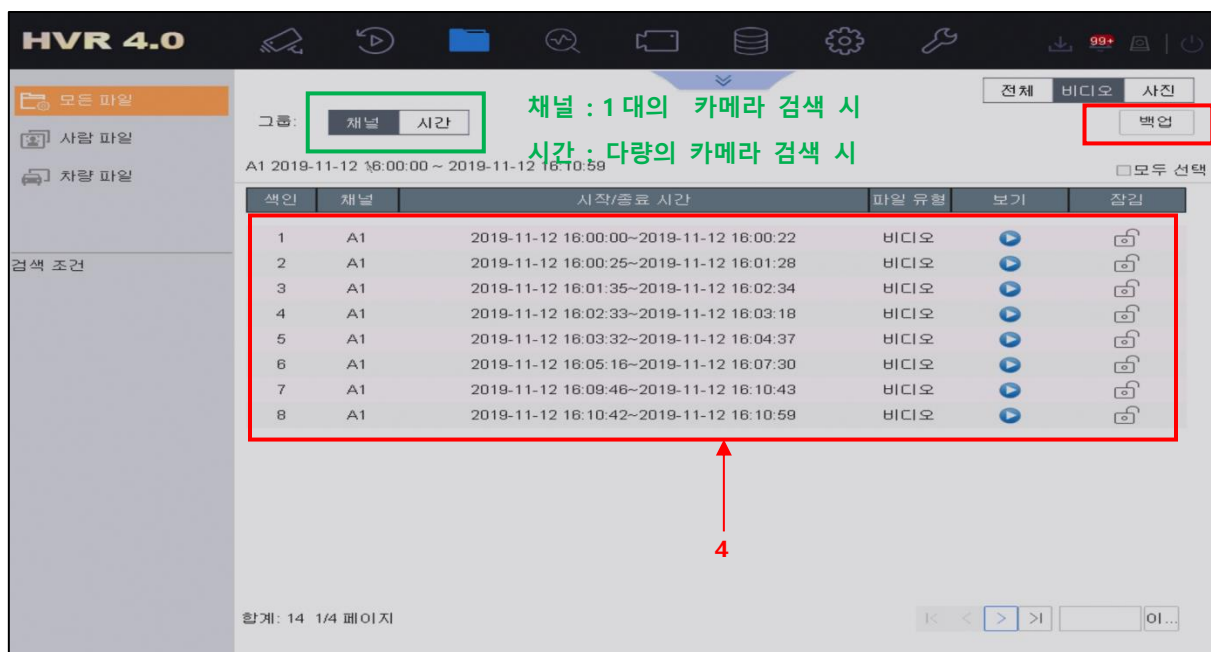 HVR 4.0
99+
모든 파일
사람 파일
차량 파일
검색 조건
전체 비디오 사진
그룹: 채널 시간
채널 : 1 대의 카메라 검색 시
시간 ; 다량의 카메라 검색 시
백업
A1 2019-11-12 16:00:00 ~ 2019-11-12 16:10:59
모두 선택
색인 채널 시작/종료 시간 파일 유형 보기 잠김
1 A1 2019-11-12 16:00:00~2019-11-12 16:00:22 비디오
2 A1 2019-11-12 16:00:25~2019-11-12 16:01:28 비디오
3 A1 2019-11-12 16:01:35~2019-11-12 16:02:34 비디오
4 A1 2019-11-12 16:02:33~2019-11-12 16:03:18 비디오
5 A1 2019-11-12 16:03:32~2019-11-12 16:04:37 비디오
6 A1 2019-11-12 16:05:16~2019-11-12 16:07:30 비디오
7 A1 2019-11-12 16:09:46~2019-11-12 16:10:43 비디오
8 A1 2019-11-12 16:10:42~2019-11-12 16:10:59 비디오
4
합계: 14 1/4 페이지
이...